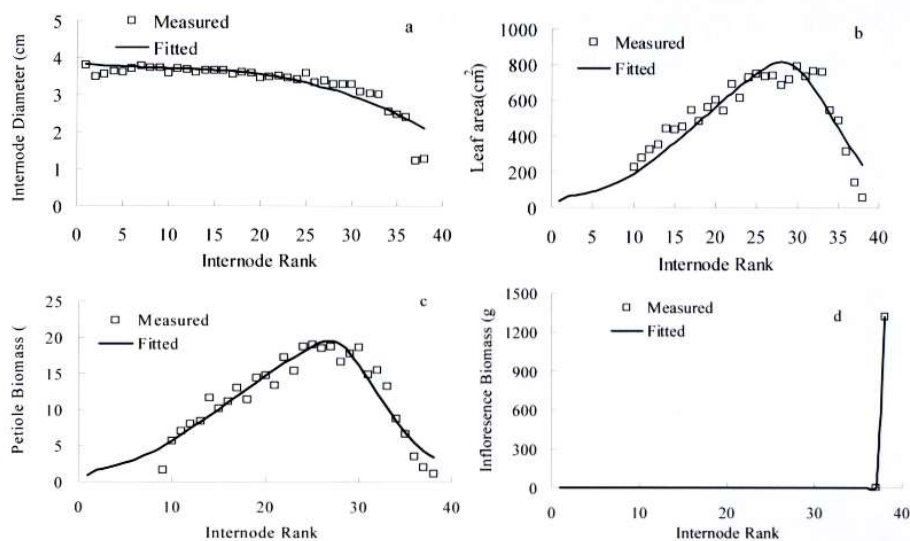 a
Measured
Fitted
Internode Diameter (cm
5
4
3
2
1
0
0 5 10 15 20 25 30 35 40
Internode Rank
b
Measured
Fitted
Leaf area(cm²)
1000
800
600
400
200
0
0 5 10 15 20 25 30 35 40
Internode Rank
c
Measured
Fitted
Petiole Biomass (
25
20
15
10
5
0
0 10 20 30 40
Internode Rank
d
Measured
Fitted
Infloresence Biomass (g
1500
1200
900
600
300
0
0 10 20 30 40
Internode Rank